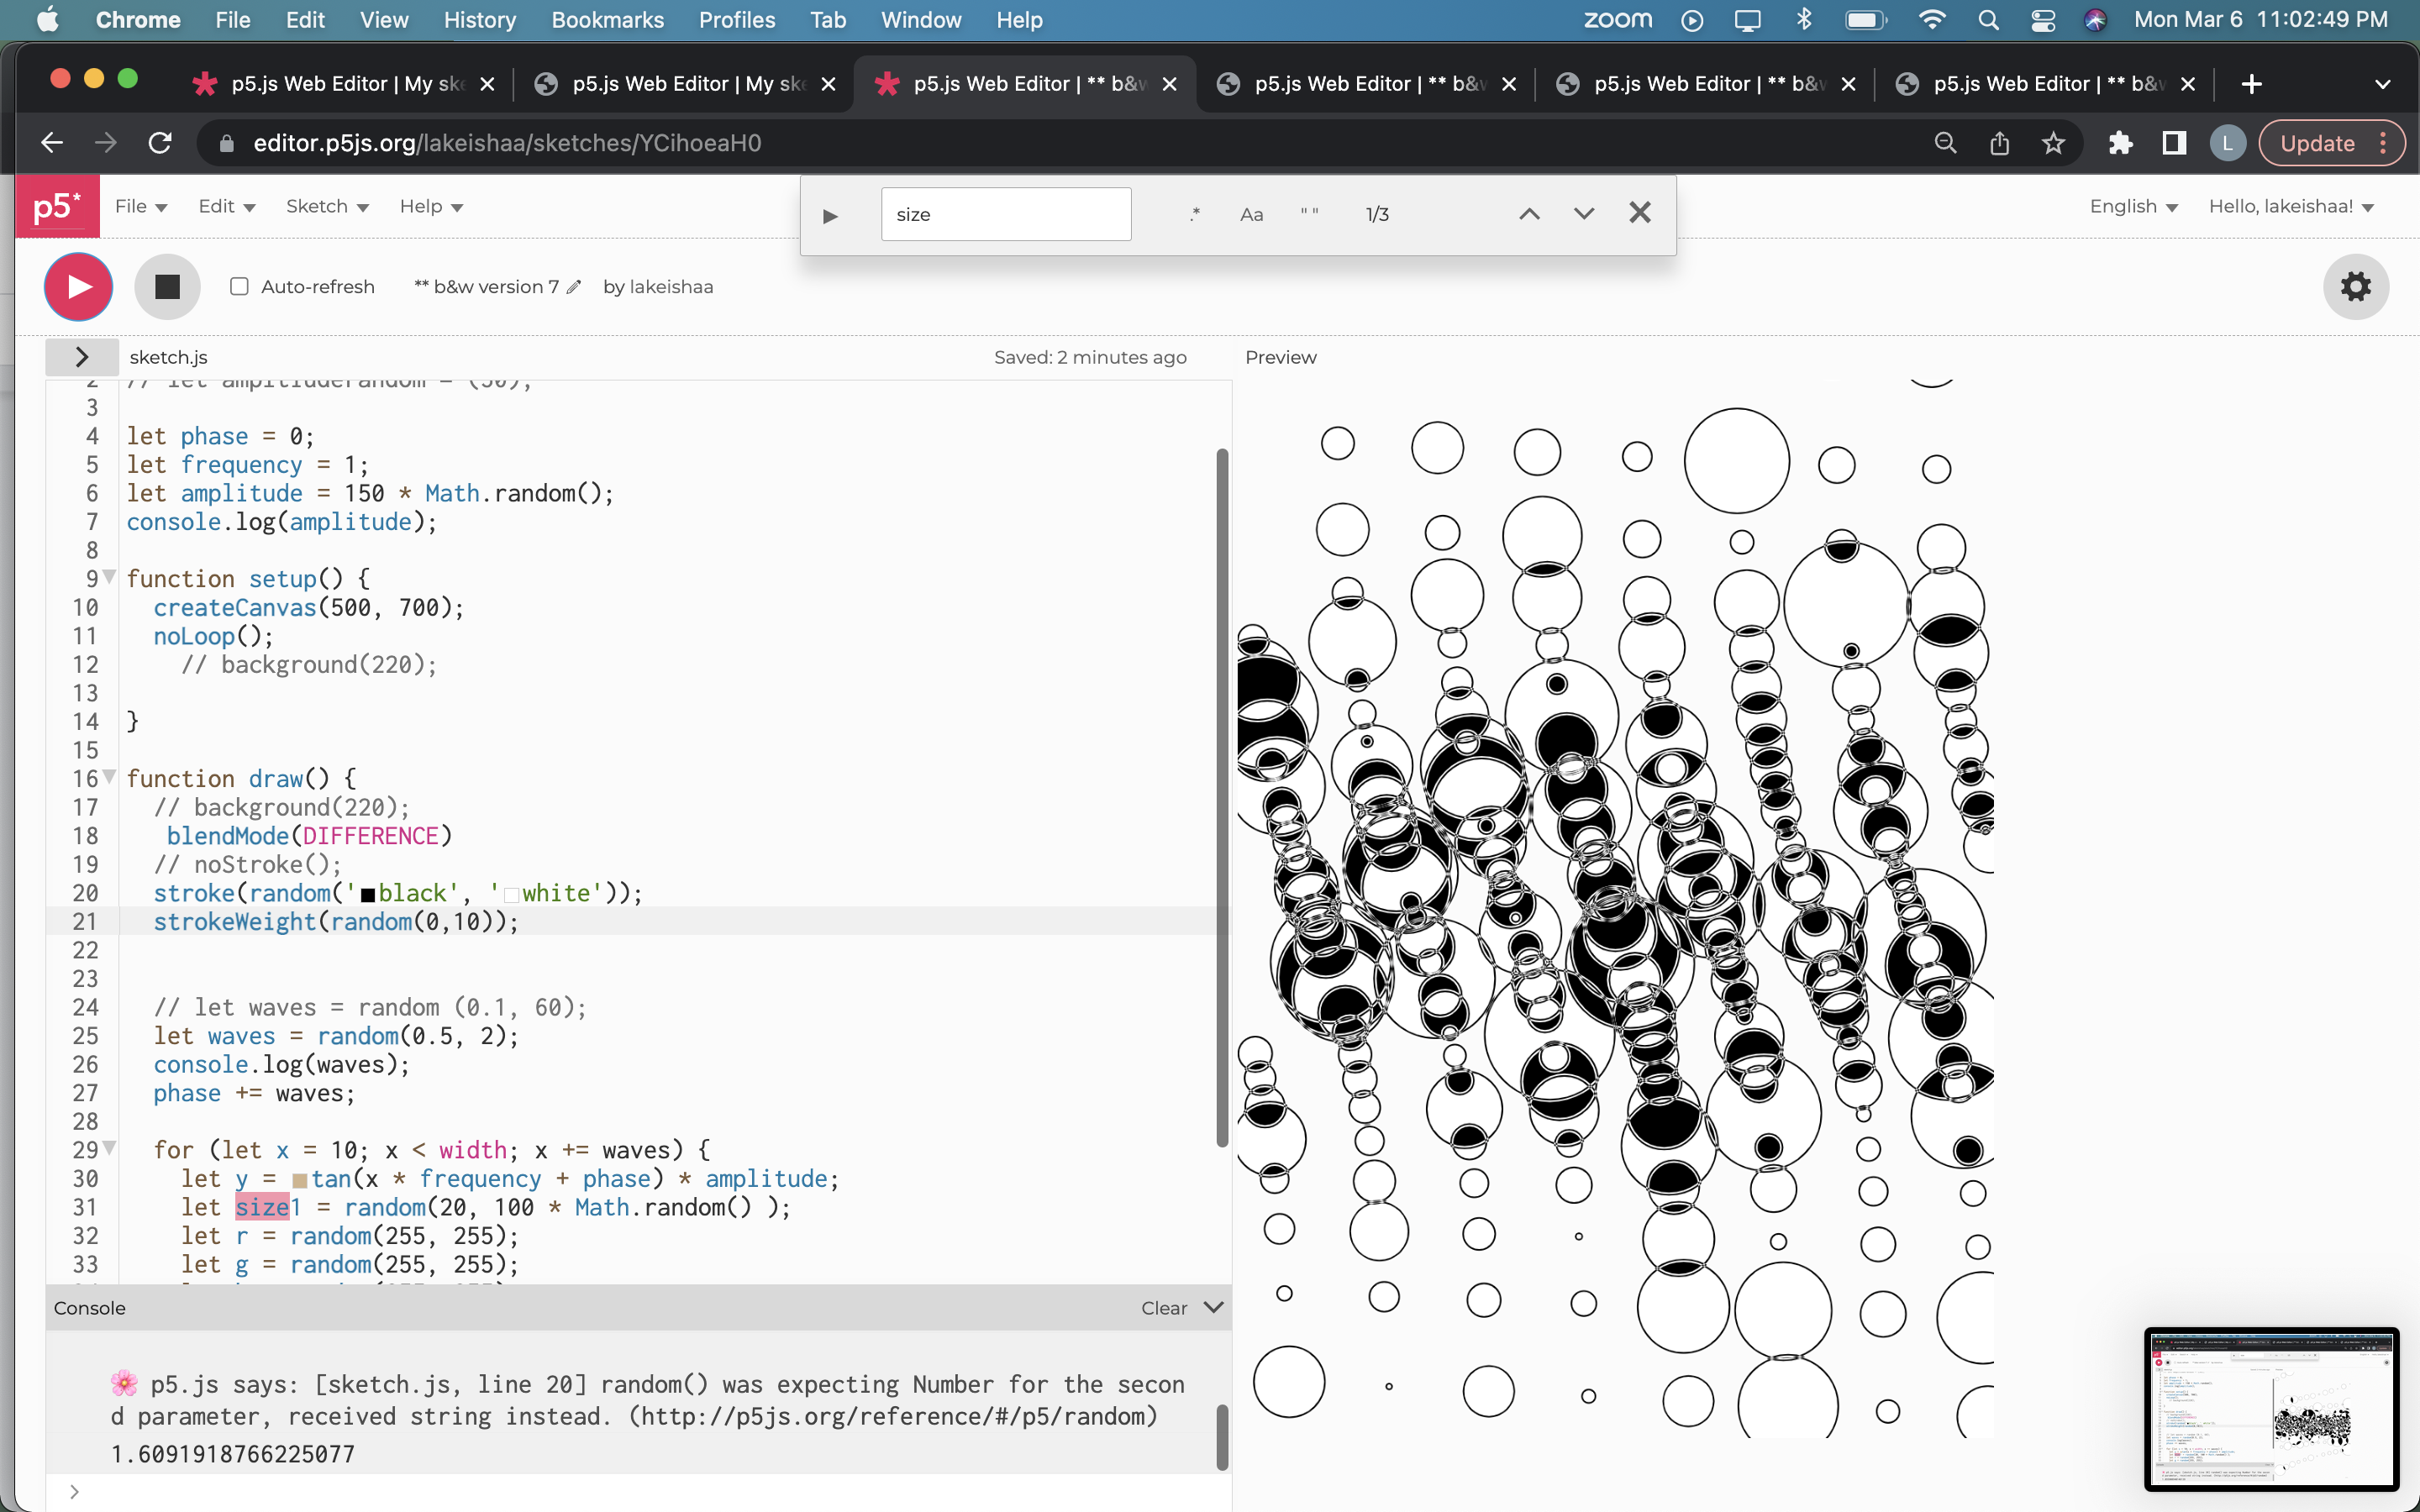 Chrome File Edit View History Bookmarks Profiles Tab Window Help zoom Mon Mar 6 11:02:49 PM
p5.js Web Editor | My ske p5.js Web Editor | My ske p5.js Web Editor | ** b&w p5.js Web Editor | ** b&w p5.js Web Editor | ** b&w p5.js Web Editor | ** b&w
editor.p5js.org/lakeishaa/sketches/YCihoeaH0 L Update
p5* File Edit Sketch Help size .* Aa " " 1/3 English Hello, lakeishaa!
Auto-refresh ** b&w version 7 by lakeishaa
sketch.js Saved: 2 minutes ago Preview
2 // let amplituderandom = (50);
3
4 let phase = 0;
5 let frequency = 1;
6 let amplitude = 150 * Math.random();
7 console.log(amplitude);
8
9 function setup() {
10 createCanvas(500, 700);
11 noLoop();
12 // background(220);
13
14 }
15
16 function draw() {
17 // background(220);
18 blendMode(DIFFERENCE)
19 // noStroke();
20 stroke(random('black', 'white'));
21 strokeWeight(random(0,10));
22
23
24 // let waves = random (0.1, 60);
25 let waves = random(0.5, 2);
26 console.log(waves);
27 phase += waves;
28
29 for (let x = 10; x < width; x += waves) {
30 let y = tan(x * frequency + phase) * amplitude;
31 let size1 = random(20, 100 * Math.random() );
32 let r = random(255, 255);
33 let g = random(255, 255);
Console Clear
🌸 p5.js says: [sketch.js, line 20] random() was expecting Number for the secon
d parameter, received string instead. (http://p5js.org/reference/#/p5/random)
1.6091918766225077
>